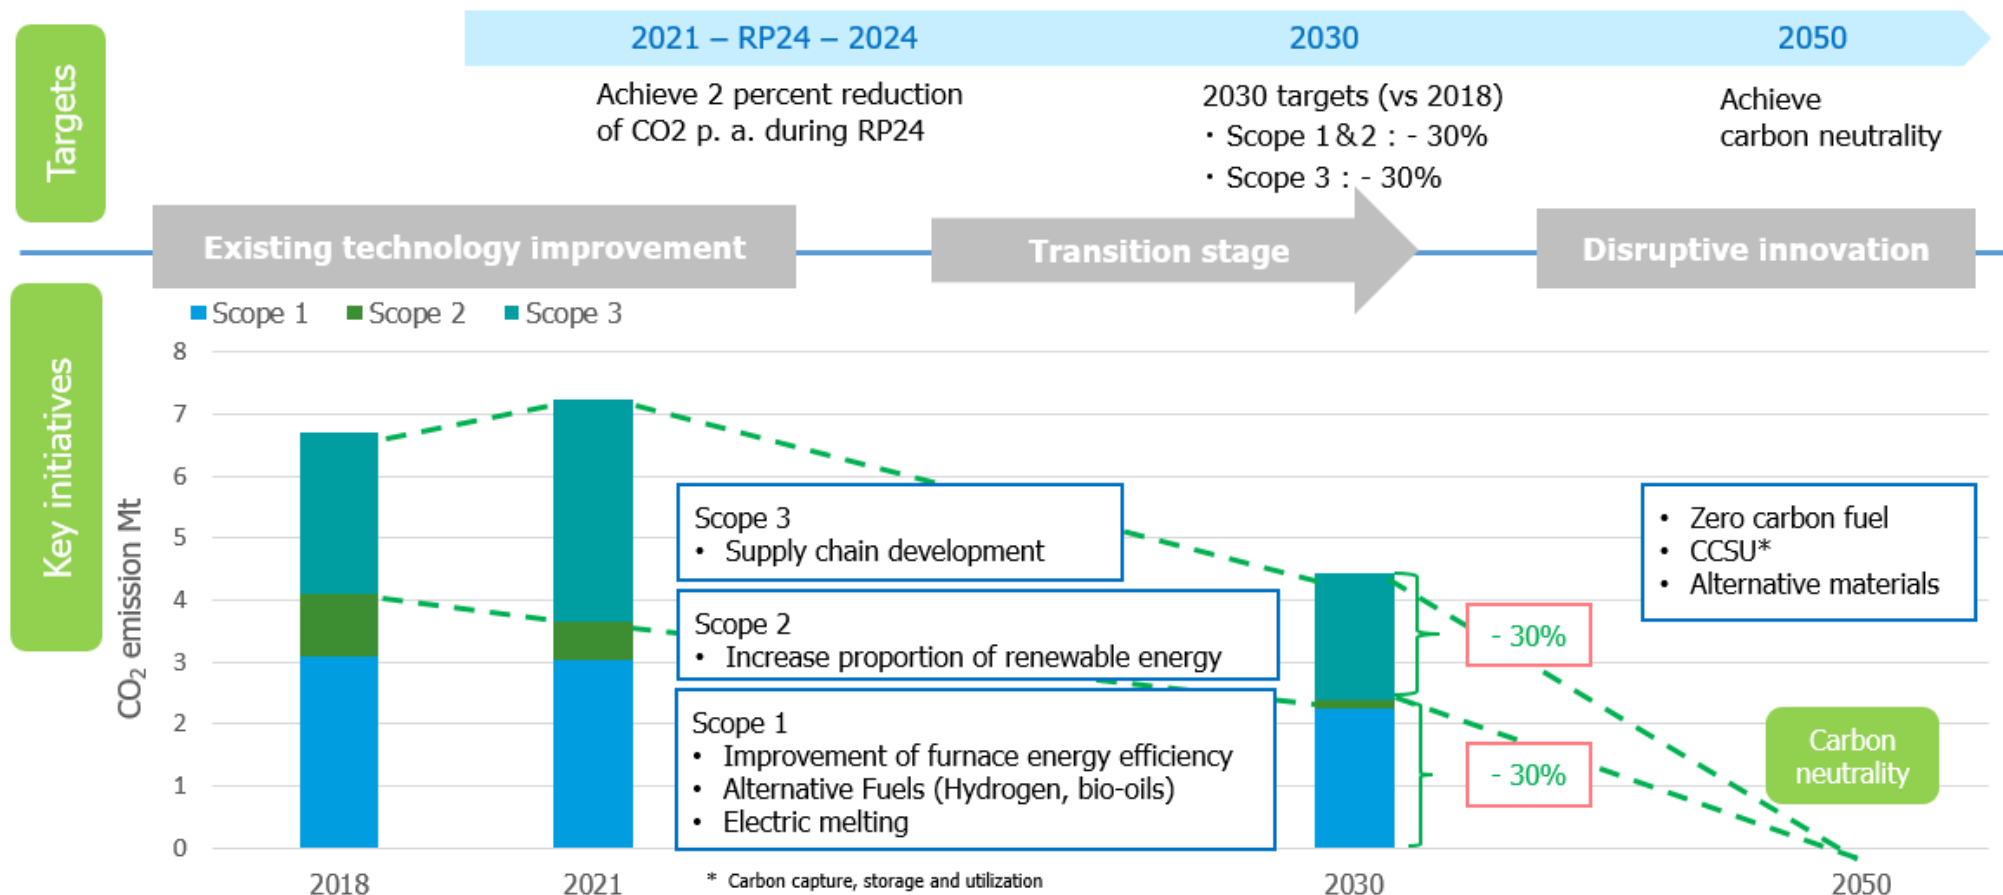 Targets
2021 – RP24 – 2024
2030
2050
Achieve 2 percent reduction
of CO2 p. a. during RP24
2030 targets (vs 2018)
・Scope 1&2 : - 30%
・Scope 3 : - 30%
Achieve
carbon neutrality
Existing technology improvement
Transition stage
Disruptive innovation
Key initiatives
Scope 1
Scope 2
Scope 3
CO₂ emission Mt
8
7
6
5
4
3
2
1
0
Scope 3
• Supply chain development
Scope 2
• Increase proportion of renewable energy
Scope 1
• Improvement of furnace energy efficiency
• Alternative Fuels (Hydrogen, bio-oils)
• Electric melting
- 30%
- 30%
• Zero carbon fuel
• CCSU*
• Alternative materials
Carbon
neutrality
2018
2021
* Carbon capture, storage and utilization
2030
2050